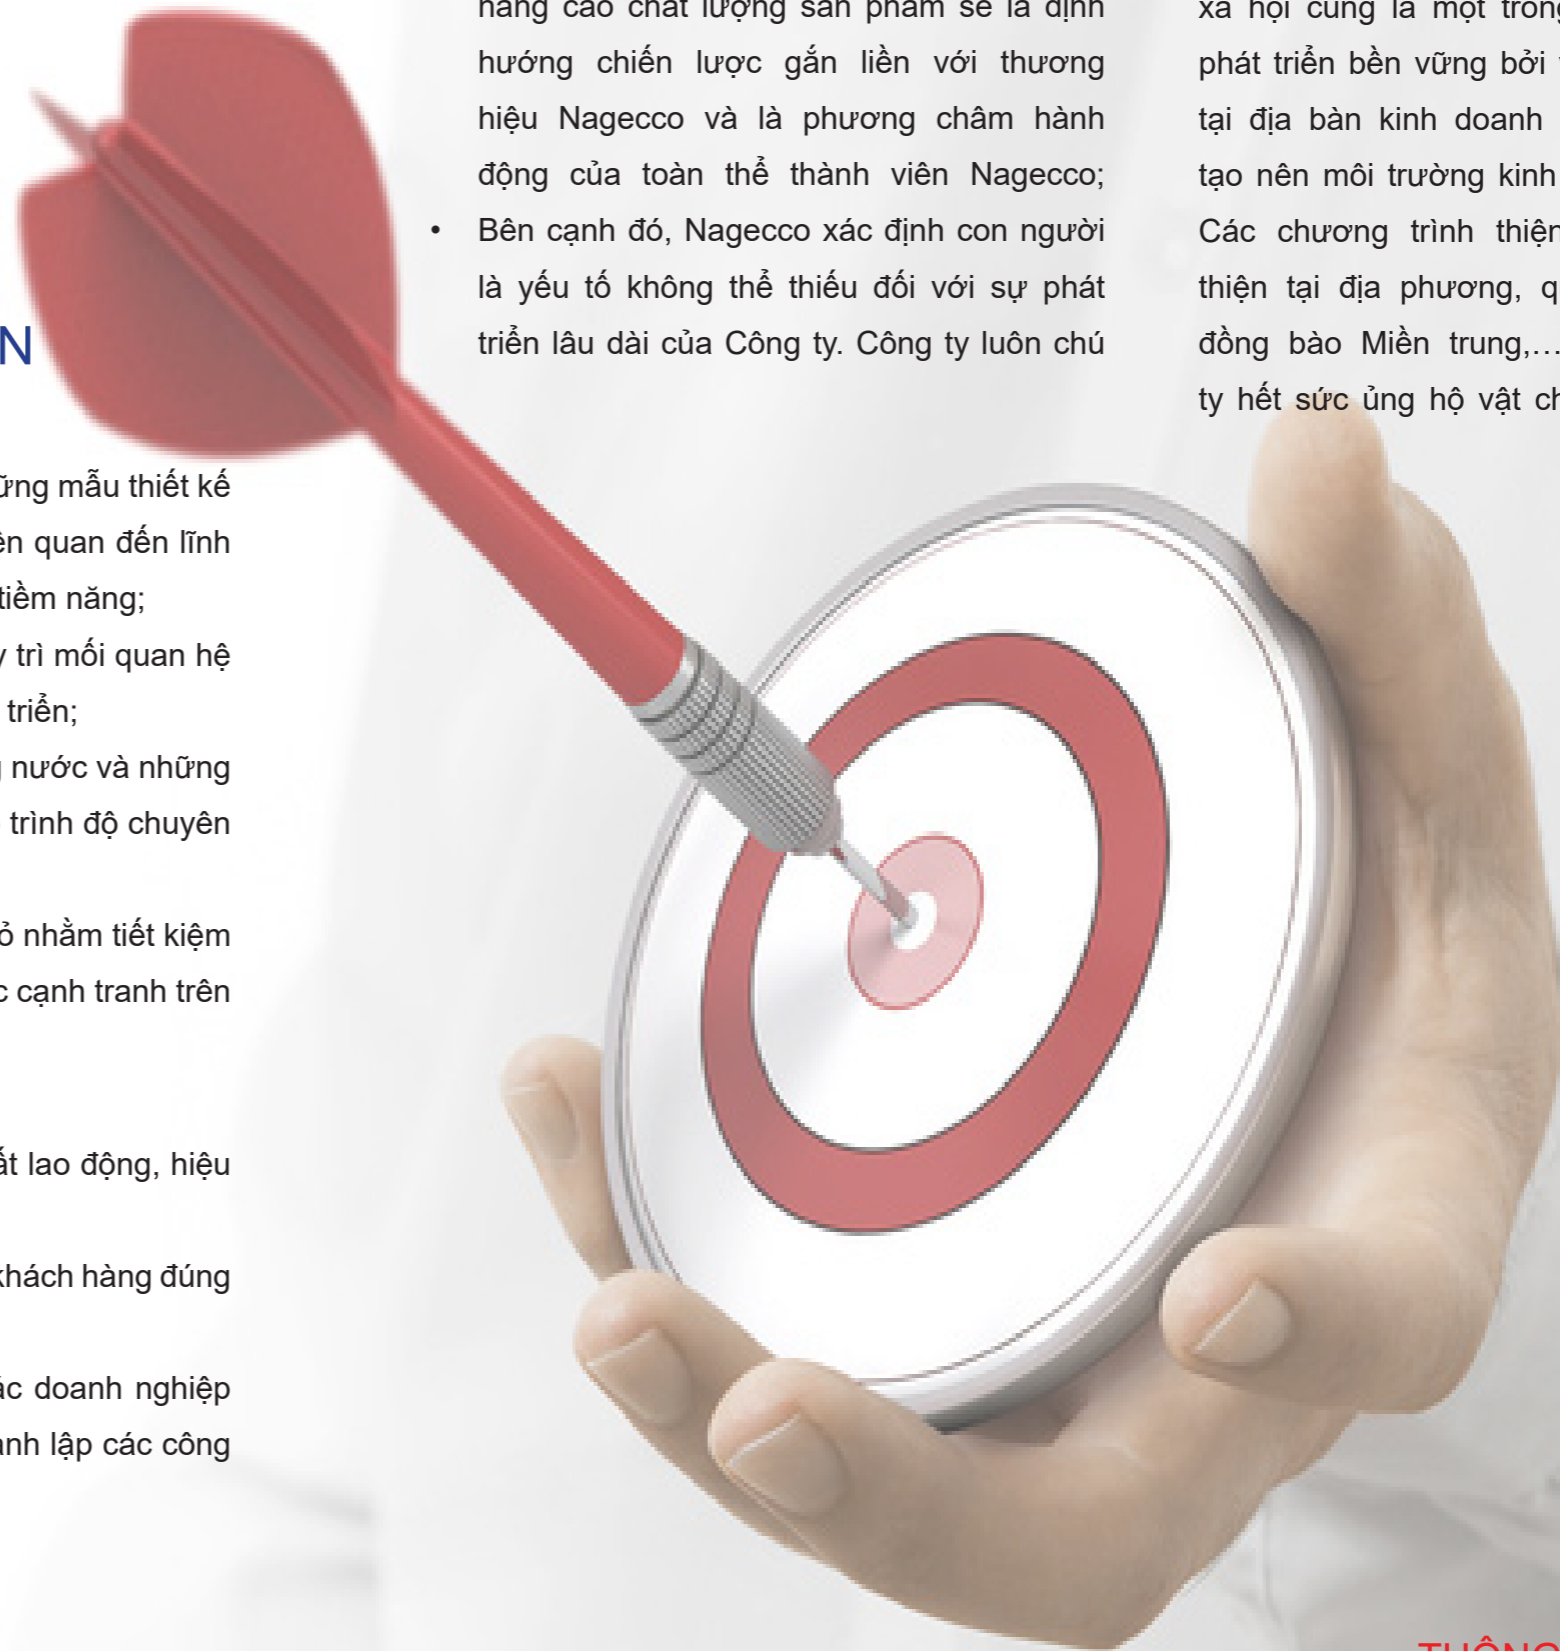 N
ững mẫu thiết kế
ên quan đến lĩnh
tiềm năng;
y trì mối quan hệ
triển;
g nước và những
trình độ chuyên
ỏ nhằm tiết kiệm
c cạnh tranh trên
ất lao động, hiệu
khách hàng đúng
ác doanh nghiệp
anh lập các công
nâng cao chất lượng sản phẩm sẽ là định
hướng chiến lược gắn liền với thương
hiệu Nagecco và là phương châm hành
động của toàn thể thành viên Nagecco;
• Bên cạnh đó, Nagecco xác định con người
là yếu tố không thể thiếu đối với sự phát
triển lâu dài của Công ty. Công ty luôn chú
xã hội cũng là một trong
phát triển bền vững bởi
tại địa bàn kinh doanh
tạo nên môi trường kinh
Các chương trình thiện
thiện tại địa phương, q
đồng bào Miền trung,...
ty hết sức ủng hộ vật ch
THÔNG